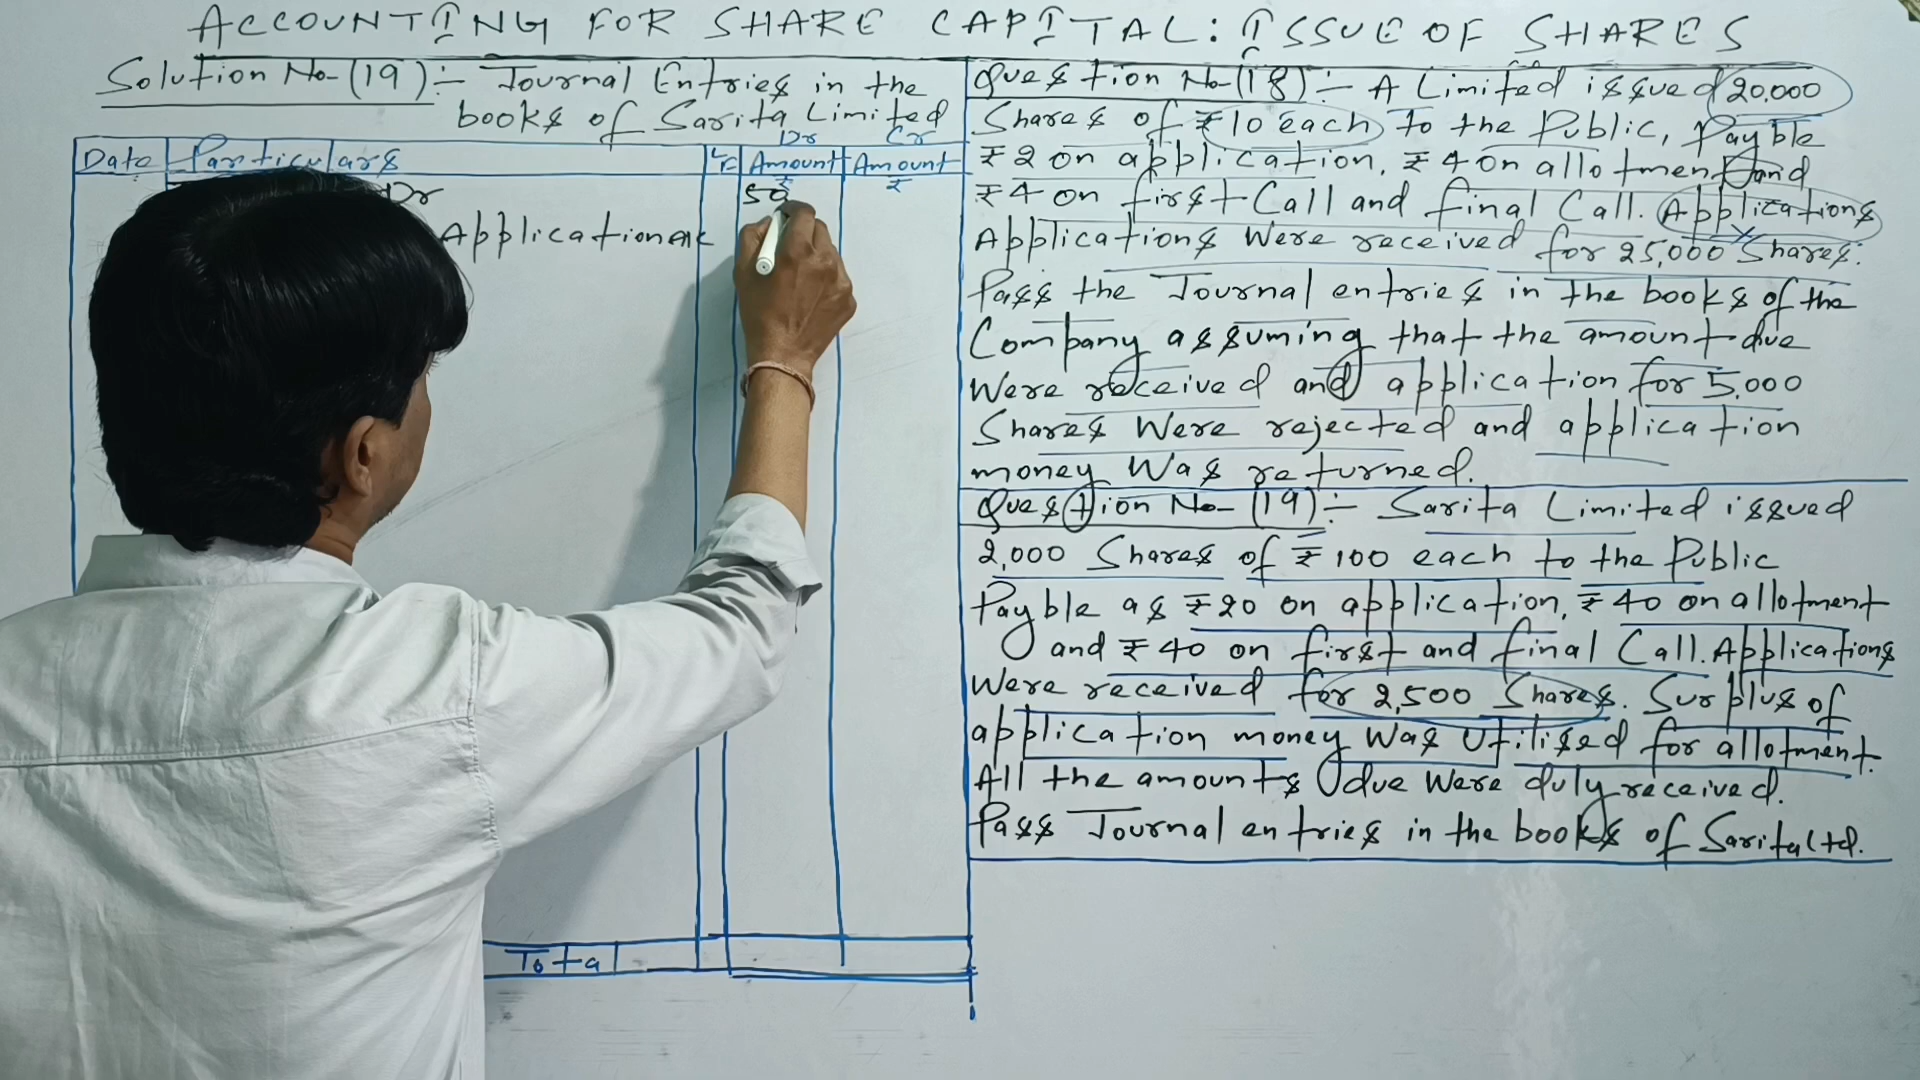 ACCOUNTING FOR SHARE CAPITAL: ISSUE OF SHARES
Solution No-(19):- Journal Entries in the
books of Sarita Limited
Dr Cr
Date Particulars LF Amount Amount
₹ ₹
Dr 50
Application a/c
Total
Question No-(18):- A Limited issued 20,000
Shares of ₹10 each to the Public, Payble
₹2 on application, ₹4 on allotment and
₹4 on first Call and final Call. Applications
Applications Were received for 25,000 Shares.
Pass the Journal entries in the books of the
Company assuming that the amount due
Were received and application for 5,000
Shares Were rejected and application
money Was returned.
Question No- (19):- Sarita Limited issued
2,000 Shares of ₹100 each to the Public
Payble as ₹20 on application, ₹40 on allotment
and ₹40 on first and final Call. Applications
Were received for 2,500 Shares. Surplus of
application money Was Utilised for allotment.
All the amounts due Were duly received.
Pass Journal entries in the books of Sarita Ltd.